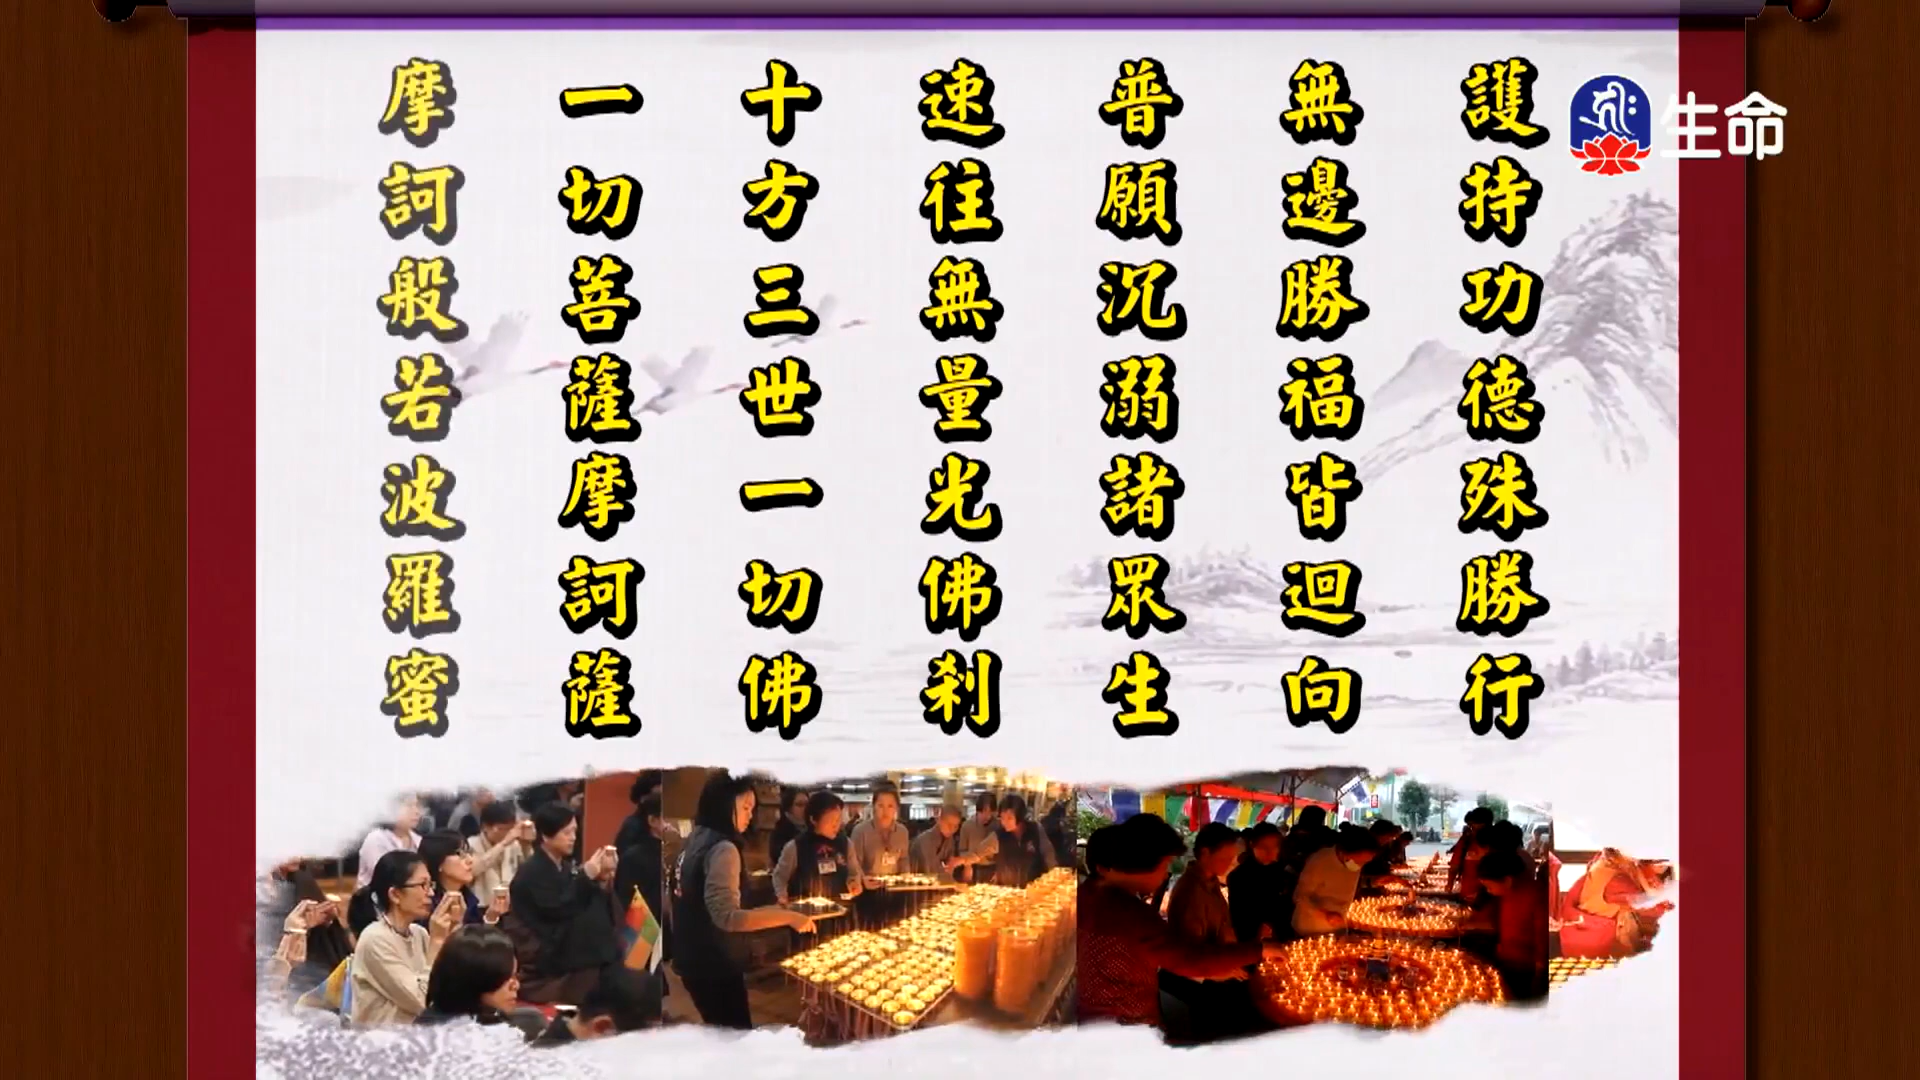 護持功德殊勝行
無邊勝福皆迴向
普願沉溺諸眾生
速往無量光佛剎
十方三世一切佛
一切菩薩摩訶薩
摩訶般若波羅蜜
生命